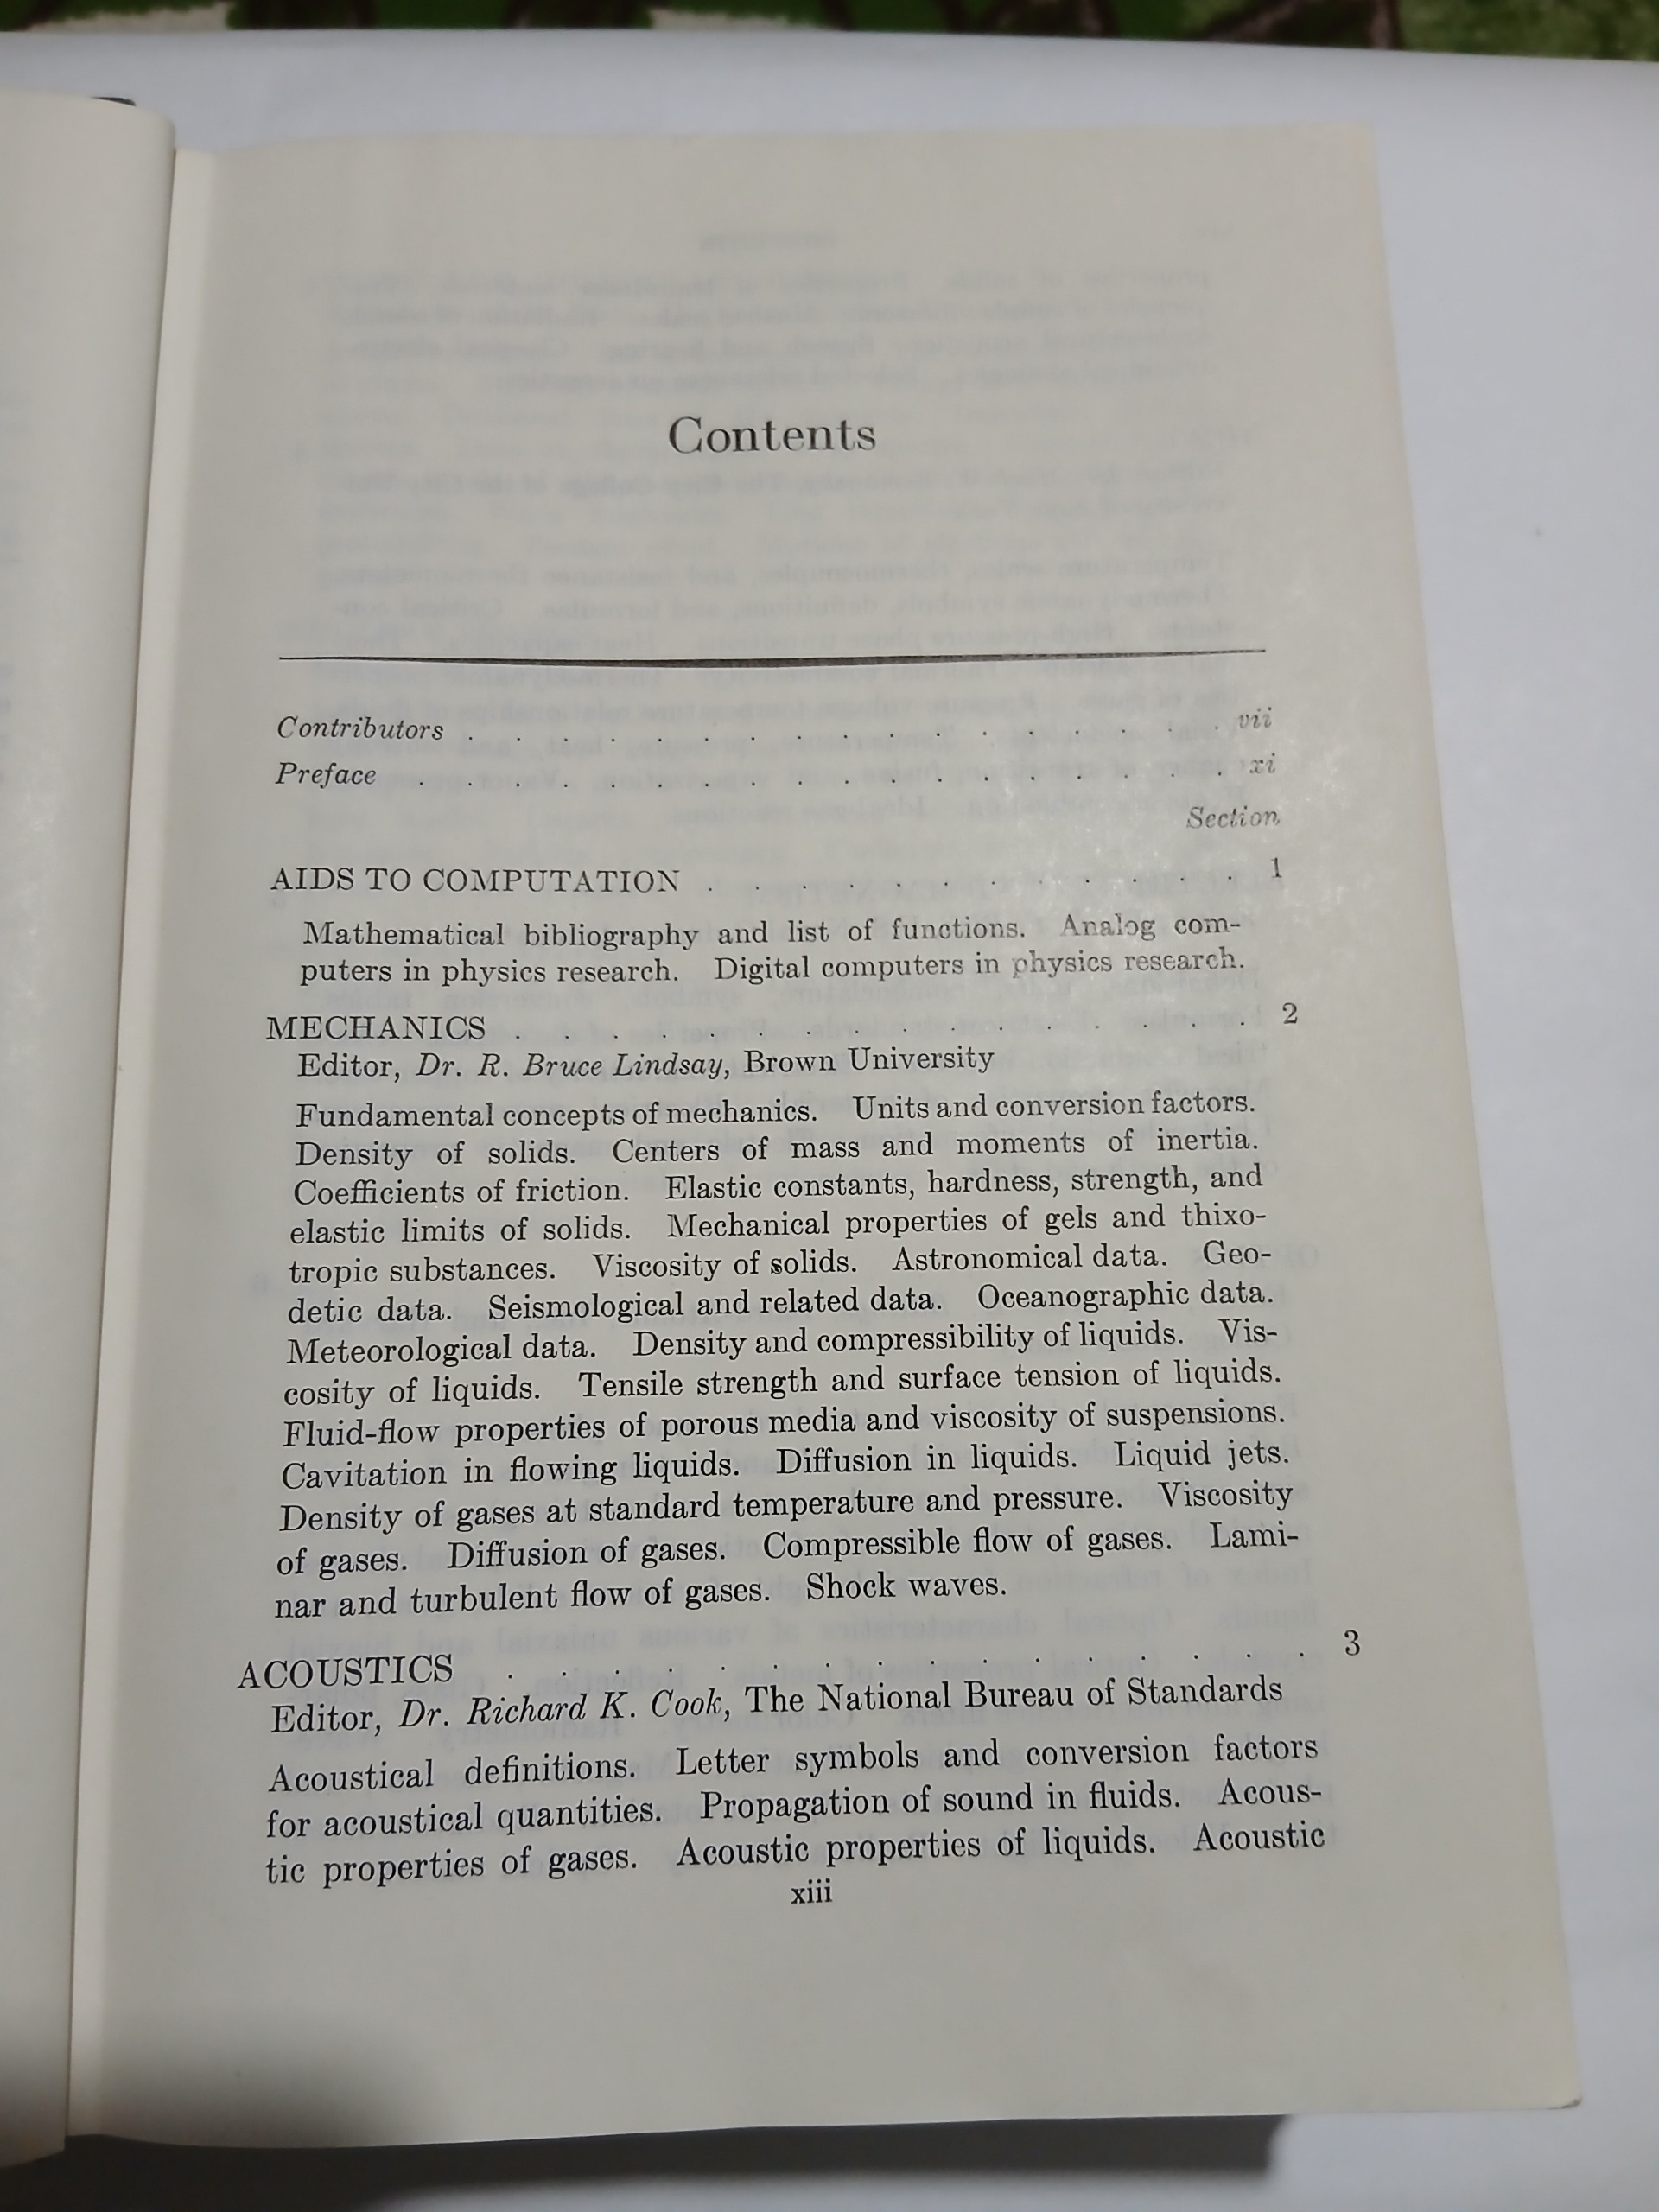 Contents
Contributors . . . . . . . . . . . . . . . . . vii
Preface . . . . . . . . . . . . . . . . . . xi
Section
AIDS TO COMPUTATION . . . . . . . . . . . . 1
Mathematical bibliography and list of functions. Analog com-
puters in physics research. Digital computers in physics research.
MECHANICS . . . . . . . . . . . . . . . . 2
Editor, Dr. R. Bruce Lindsay, Brown University
Fundamental concepts of mechanics. Units and conversion factors.
Density of solids. Centers of mass and moments of inertia.
Coefficients of friction. Elastic constants, hardness, strength, and
elastic limits of solids. Mechanical properties of gels and thixo-
tropic substances. Viscosity of solids. Astronomical data. Geo-
detic data. Seismological and related data. Oceanographic data.
Meteorological data. Density and compressibility of liquids. Vis-
cosity of liquids. Tensile strength and surface tension of liquids.
Fluid-flow properties of porous media and viscosity of suspensions.
Cavitation in flowing liquids. Diffusion in liquids. Liquid jets.
Density of gases at standard temperature and pressure. Viscosity
of gases. Diffusion of gases. Compressible flow of gases. Lami-
nar and turbulent flow of gases. Shock waves.
ACOUSTICS . . . . . . . . . . . . . . . . 3
Editor, Dr. Richard K. Cook, The National Bureau of Standards
Acoustical definitions. Letter symbols and conversion factors
for acoustical quantities. Propagation of sound in fluids. Acous-
tic properties of gases. Acoustic properties of liquids. Acoustic
xiii